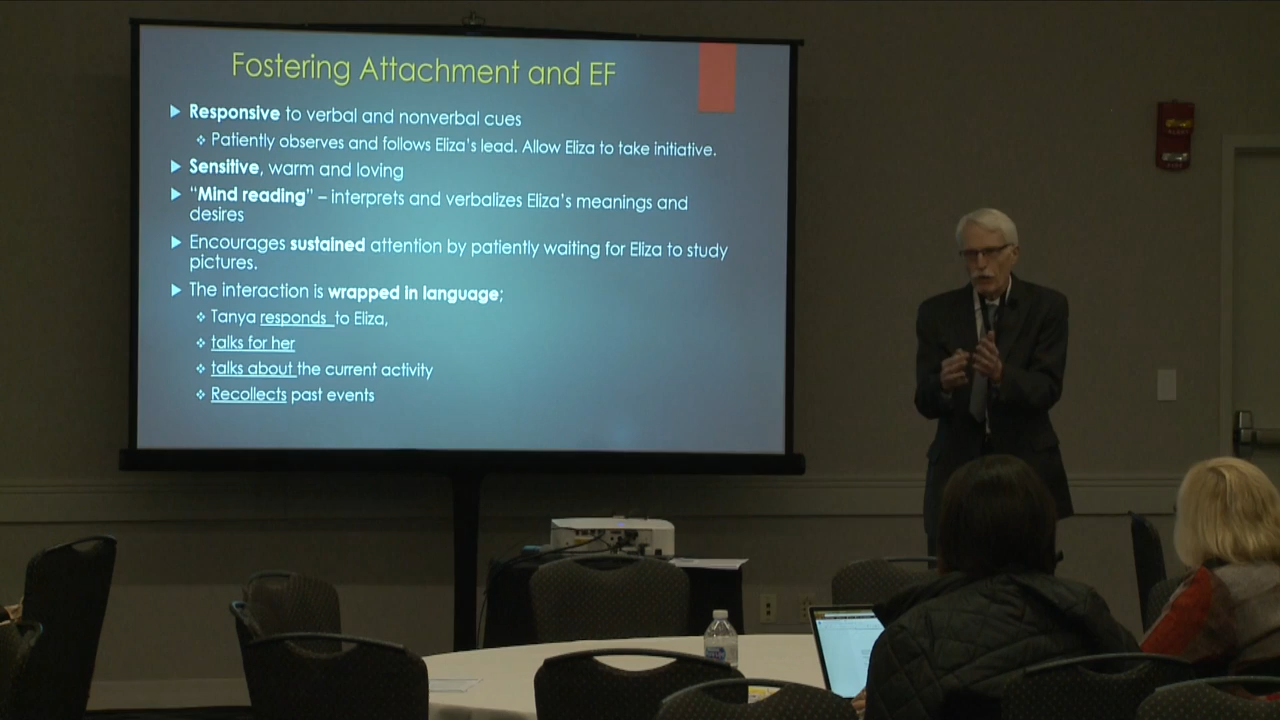 Fostering Attachment and EF
Responsive to verbal and nonverbal cues
Patiently observes and follows Eliza's lead. Allow Eliza to take initiative.
Sensitive, warm and loving
“Mind reading” – interprets and verbalizes Eliza's meanings and
desires
Encourages sustained attention by patiently waiting for Eliza to study
pictures.
The interaction is wrapped in language;
Tanya responds to Eliza,
talks for her
talks about the current activity
Recollects past events